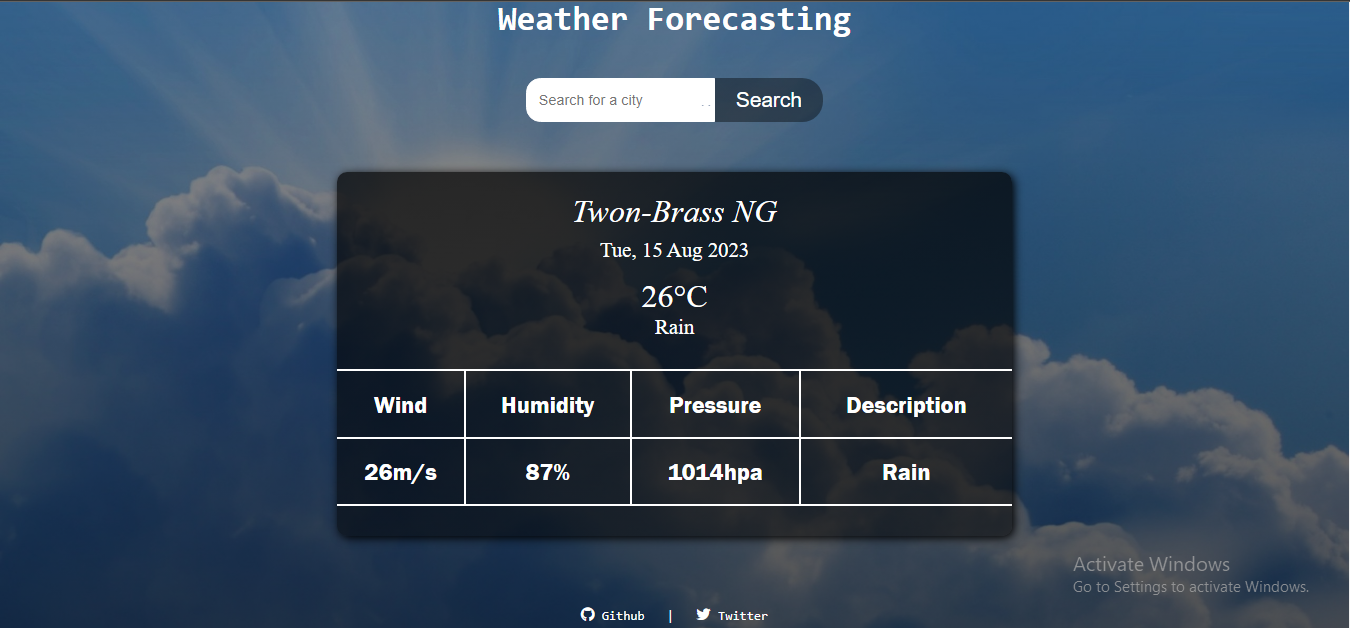 Weather Forecasting
Search for a city
Search
Twon-Brass NG
Tue, 15 Aug 2023
26°C
Rain
Wind Humidity Pressure Description
26m/s 87% 1014hpa Rain
Activate Windows
Go to Settings to activate Windows.
Github | Twitter